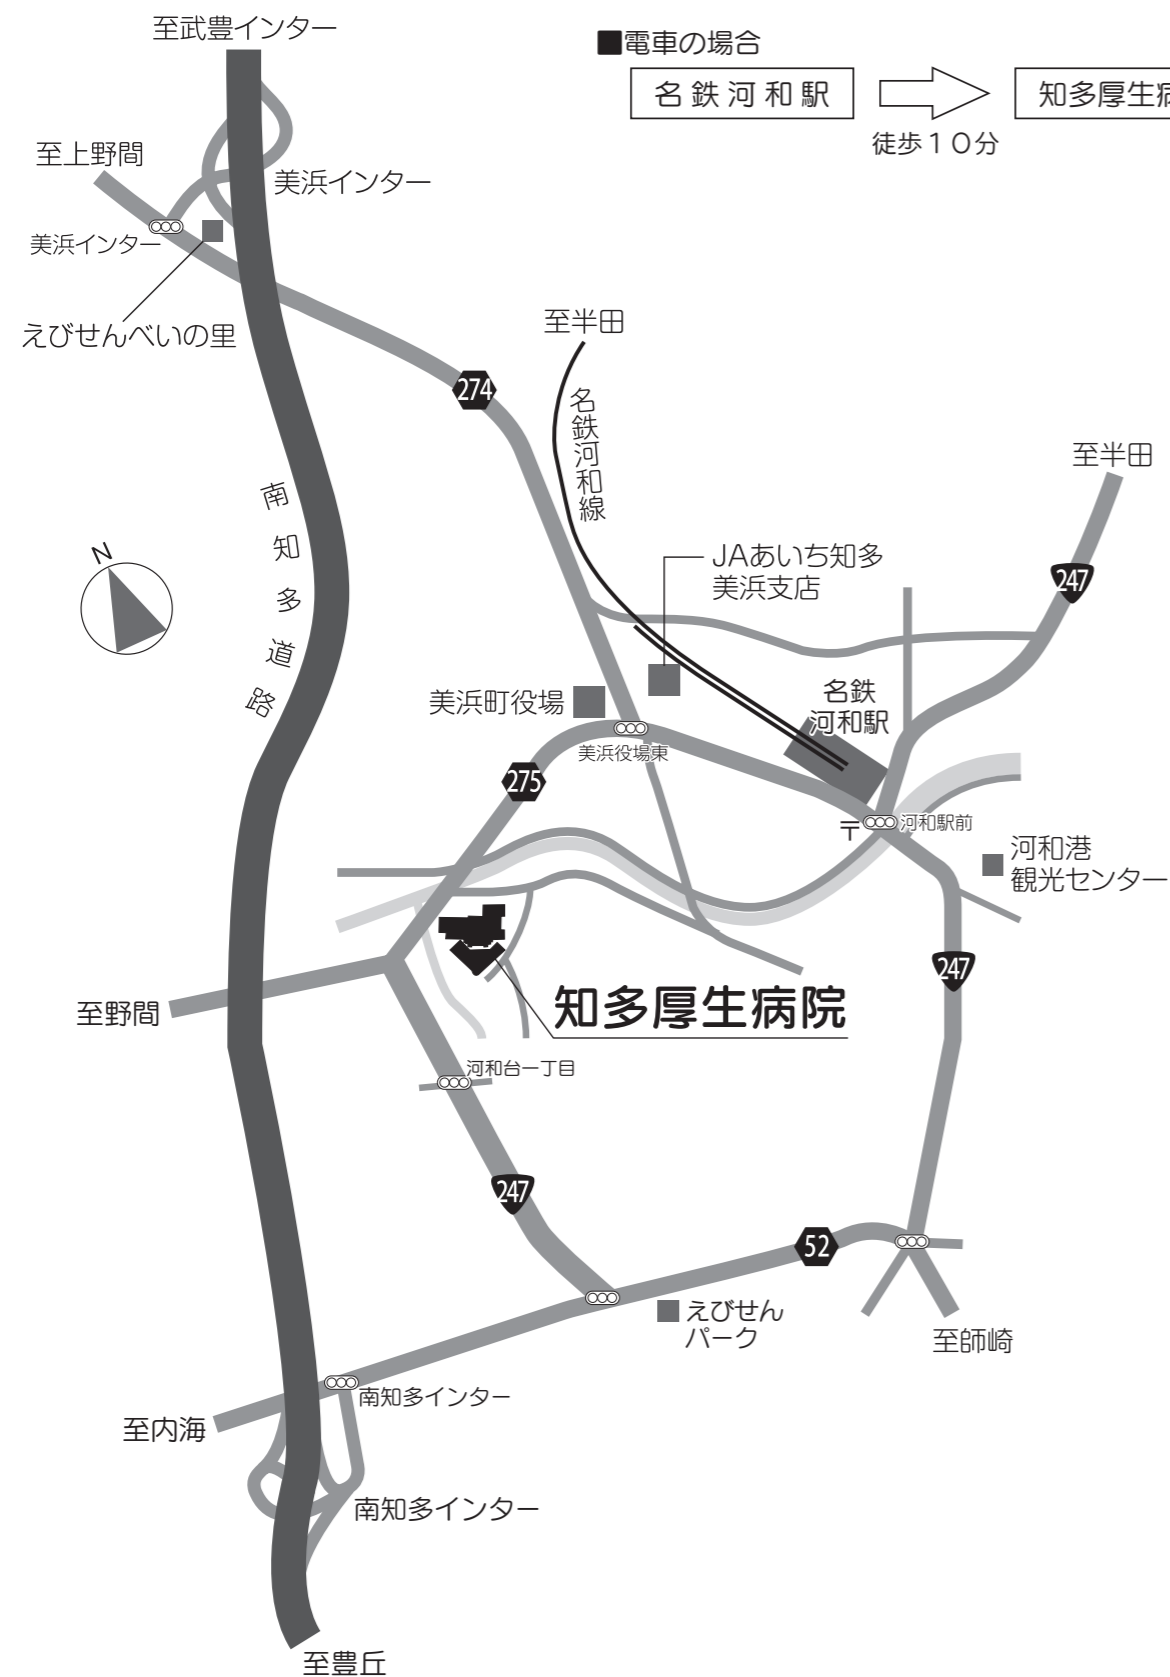 至武豊インター
■電車の場合
名鉄河和駅
知多厚生病
徒歩１０分
至上野間
美浜インター
美浜インター
えびせんべいの里
至半田
274
名鉄河和線
至半田
南知多道路
N
JAあいち知多
美浜支店
247
美浜町役場
名鉄
河和駅
美浜役場東
275
〒
河和駅前
河和港
観光センター
247
知多厚生病院
至野間
河和台一丁目
247
52
えびせん
パーク
至師崎
南知多インター
至内海
南知多インター
至豊丘